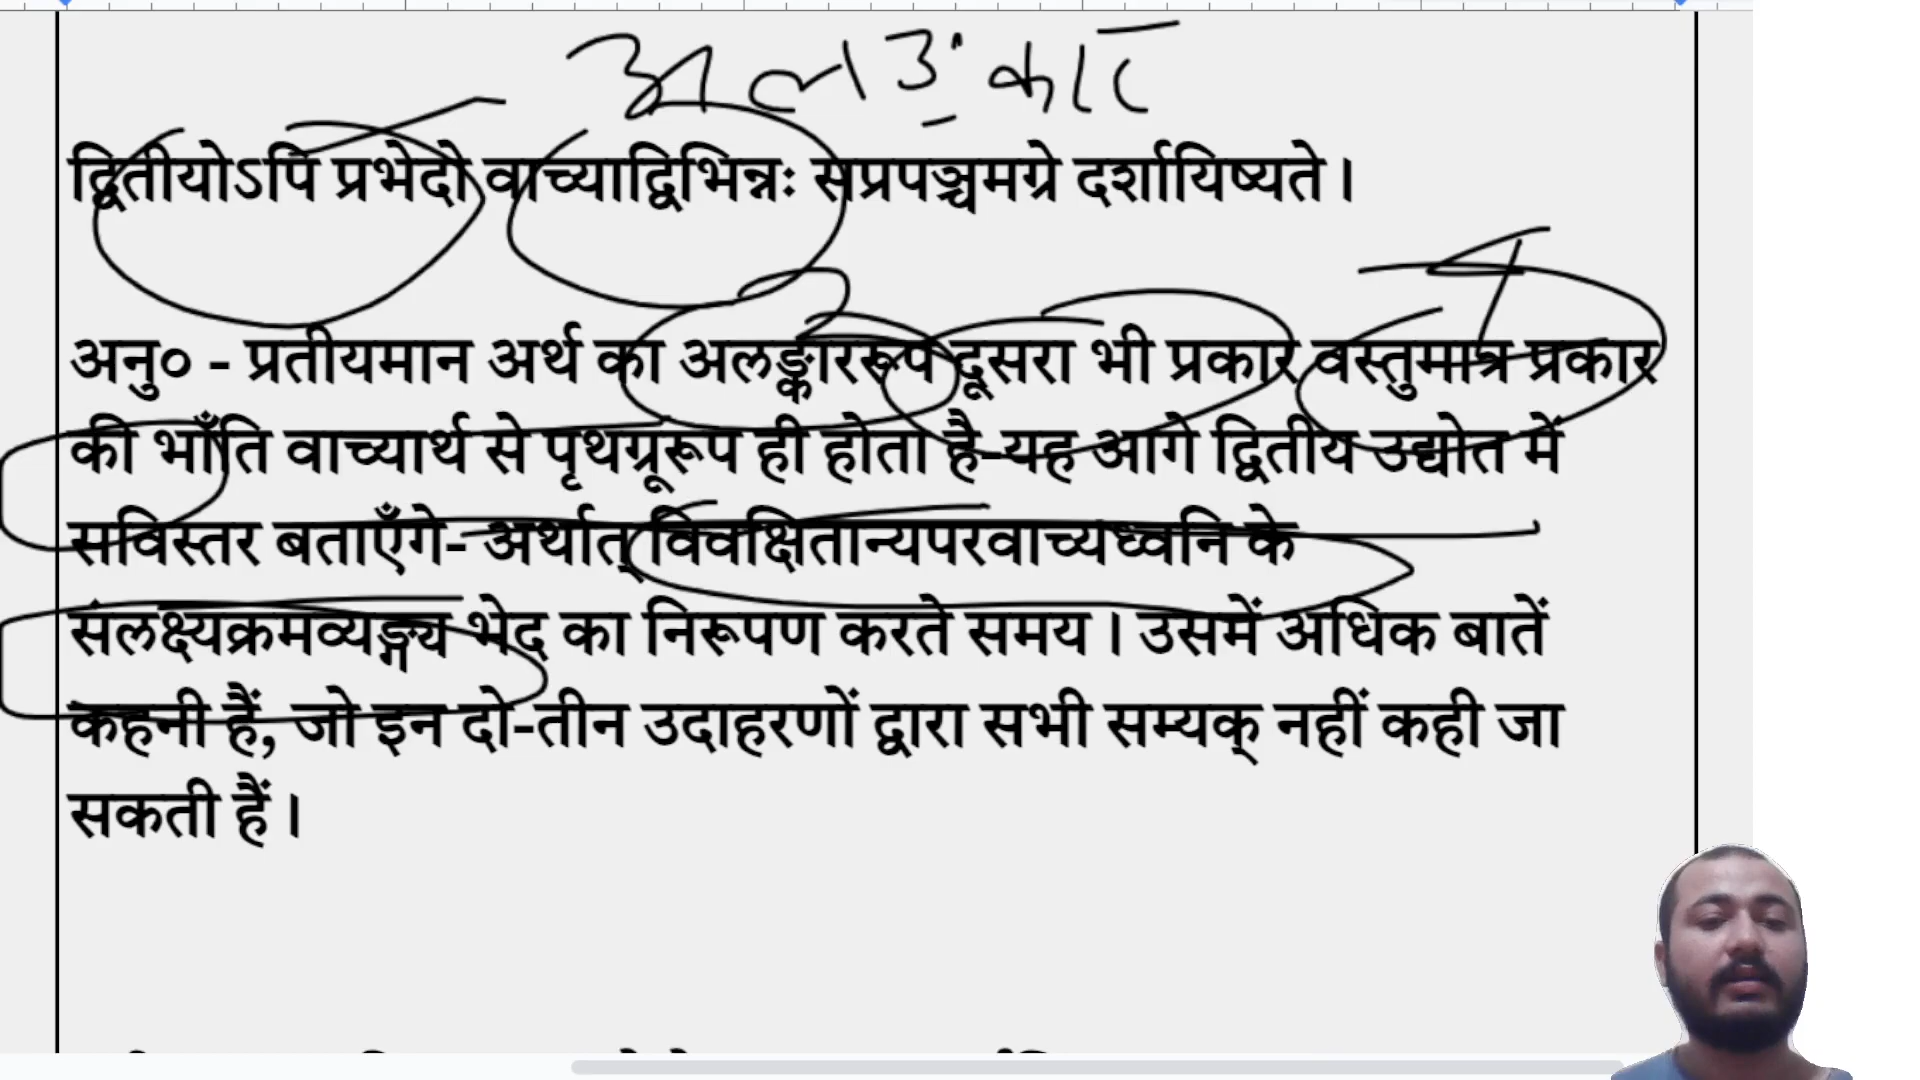 अलङ्कार
द्वितीयोऽपि प्रभेदो वाच्याद्विभिन्नः सप्रपञ्चमग्रे दर्शायिष्यते ।
अनु० - प्रतीयमान अर्थ का अलङ्काररूप दूसरा भी प्रकार वस्तुमात्र प्रकार
की भाँति वाच्यार्थ से पृथग्रूरूप ही होता है-यह आगे द्वितीय उद्योत में
सविस्तर बताएँगे- अर्थात् विवक्षितान्यपरवाच्यध्वनि के
संलक्ष्यक्रमव्यङ्ग्य भेद का निरूपण करते समय । उसमें अधिक बातें
कहनी हैं, जो इन दो-तीन उदाहरणों द्वारा सभी सम्यक् नहीं कही जा
सकती हैं ।